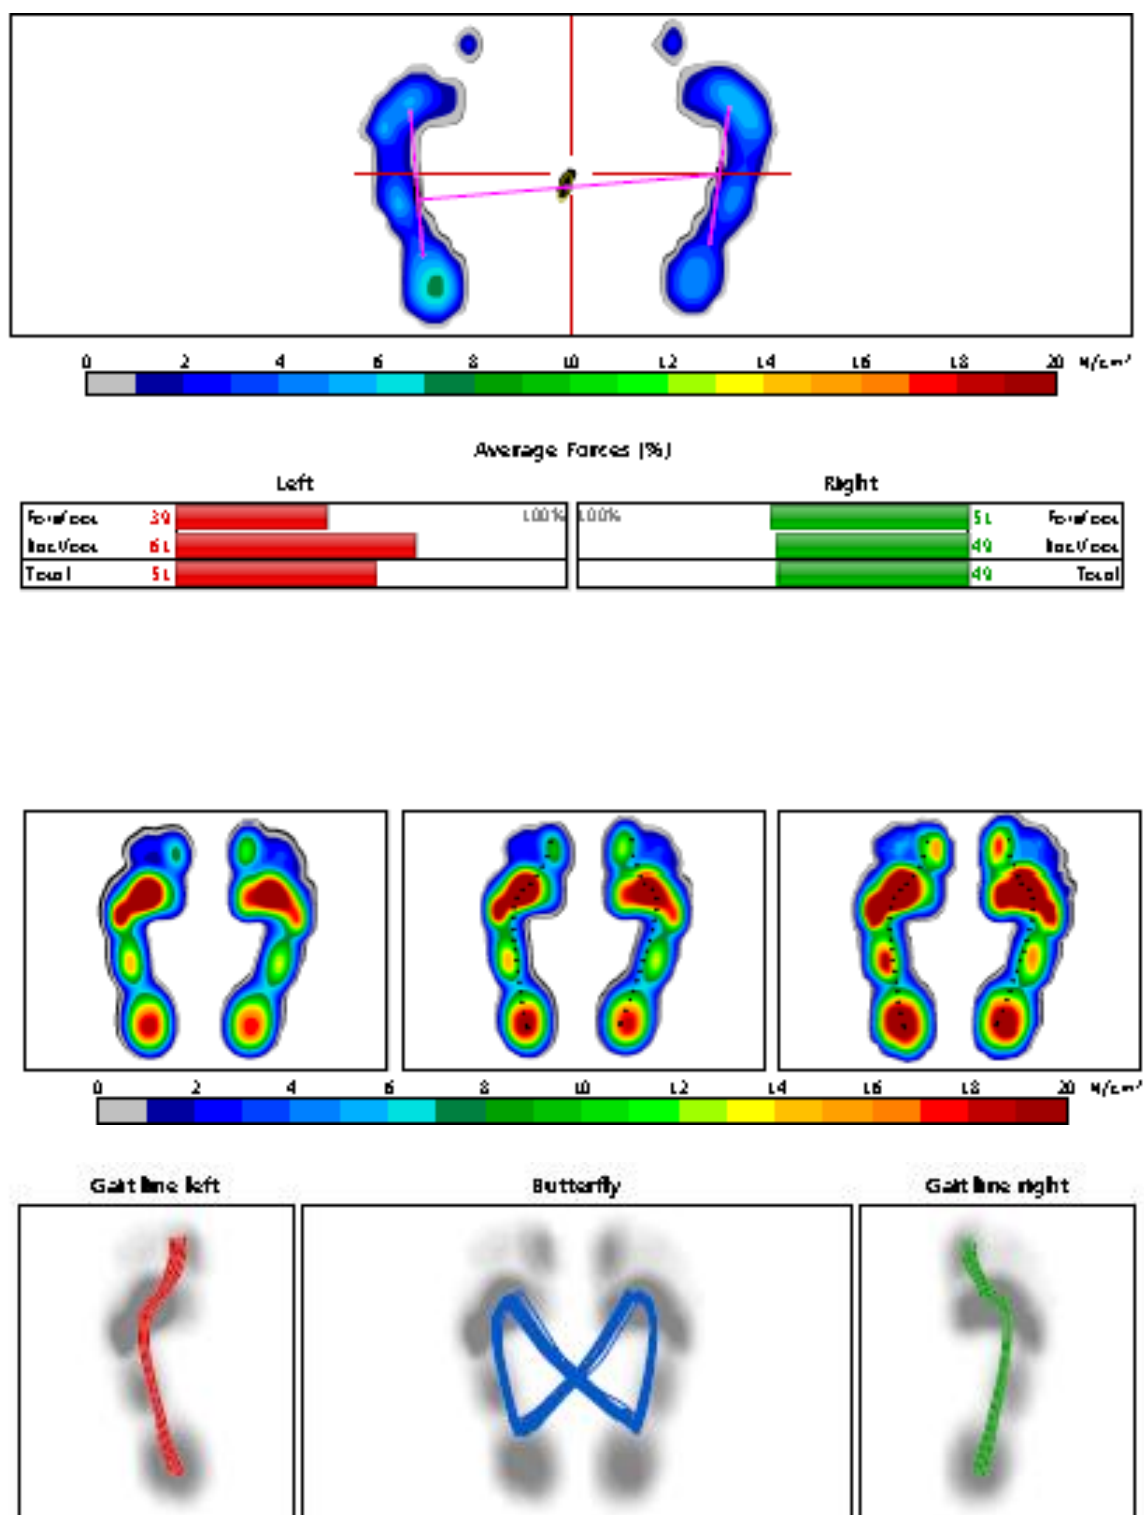 0 2 4 6 8 10 12 14 16 18 20 N/cm²
Average Forces (%)
Left Right
Forefoot 39 100% 100% 51 Forefoot
Backfoot 61 49 Backfoot
Total 51 49 Total
0 2 4 6 8 10 12 14 16 18 20 N/cm²
Gait line left Butterfly Gait line right